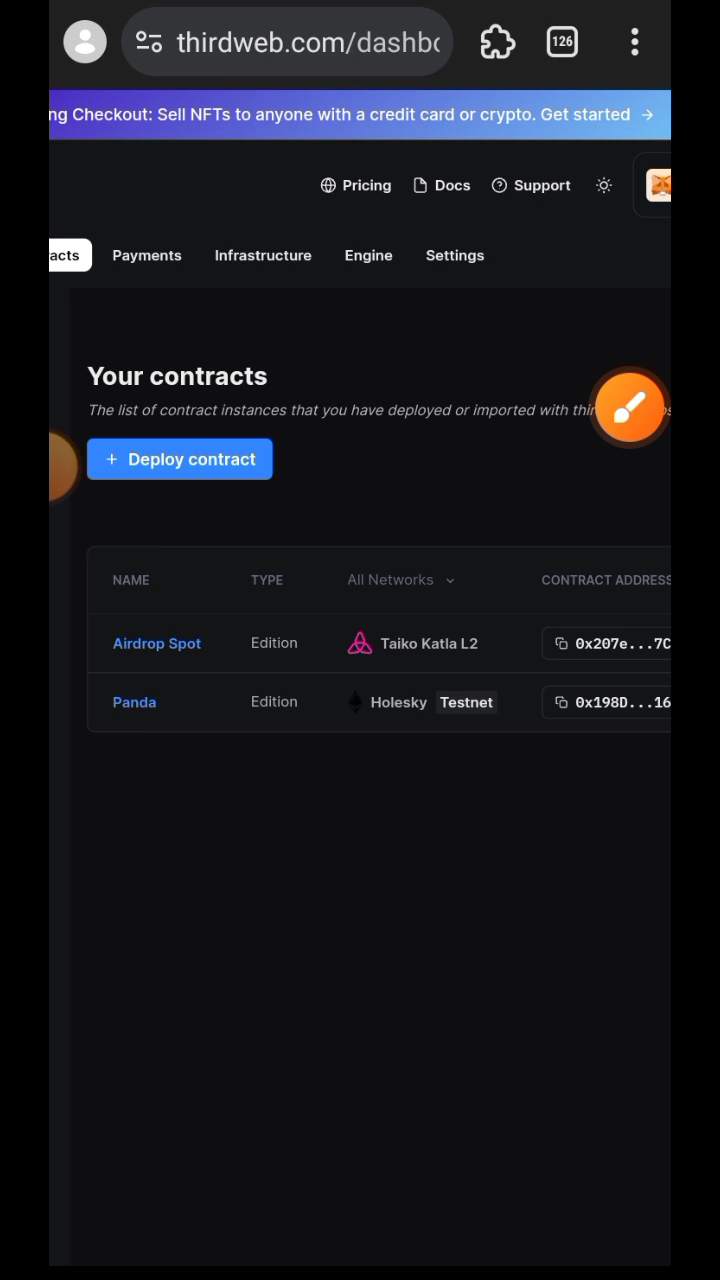 thirdweb.com/dashbo
126
ng Checkout: Sell NFTs to anyone with a credit card or crypto. Get started →
Pricing Docs Support
acts Payments Infrastructure Engine Settings
Your contracts
The list of contract instances that you have deployed or imported with
+ Deploy contract
NAME TYPE All Networks CONTRACT ADDRESS
Airdrop Spot Edition Taiko Katla L2 0x207e...7C
Panda Edition Holesky Testnet 0x198D...16